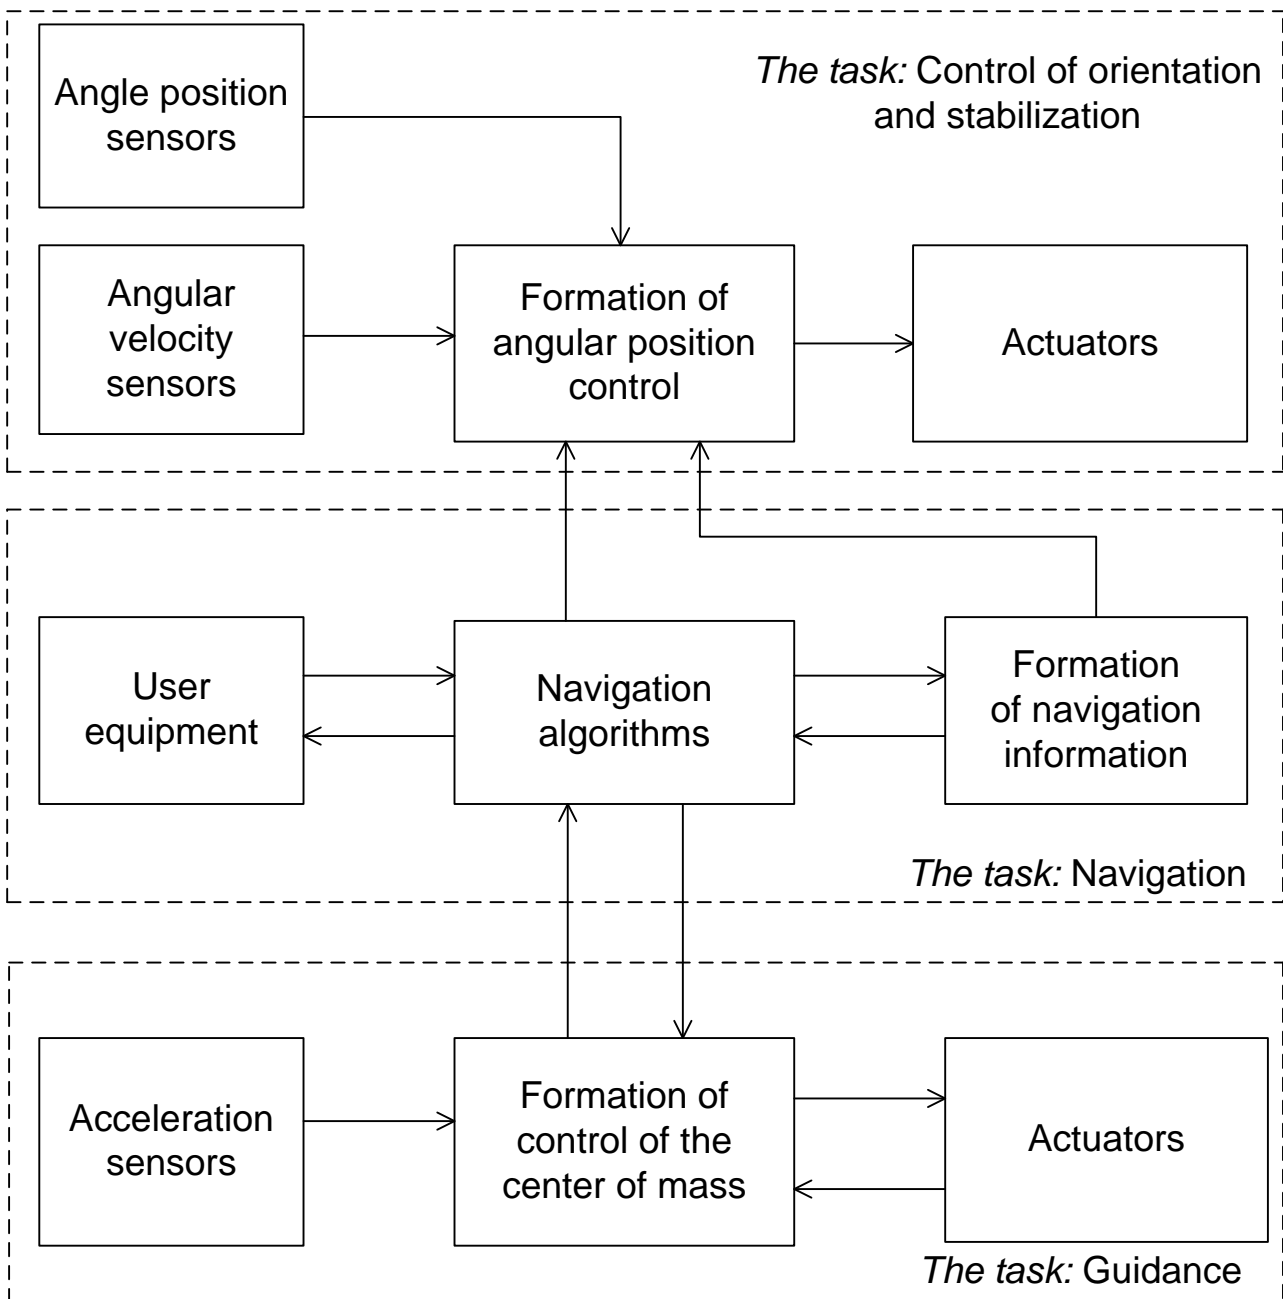 Angle position
sensors
The task: Control of orientation
and stabilization
Angular
velocity
sensors
Formation of
angular position
control
Actuators
User
equipment
Navigation
algorithms
Formation
of navigation
information
The task: Navigation
Acceleration
sensors
Formation of
control of the
center of mass
Actuators
The task: Guidance